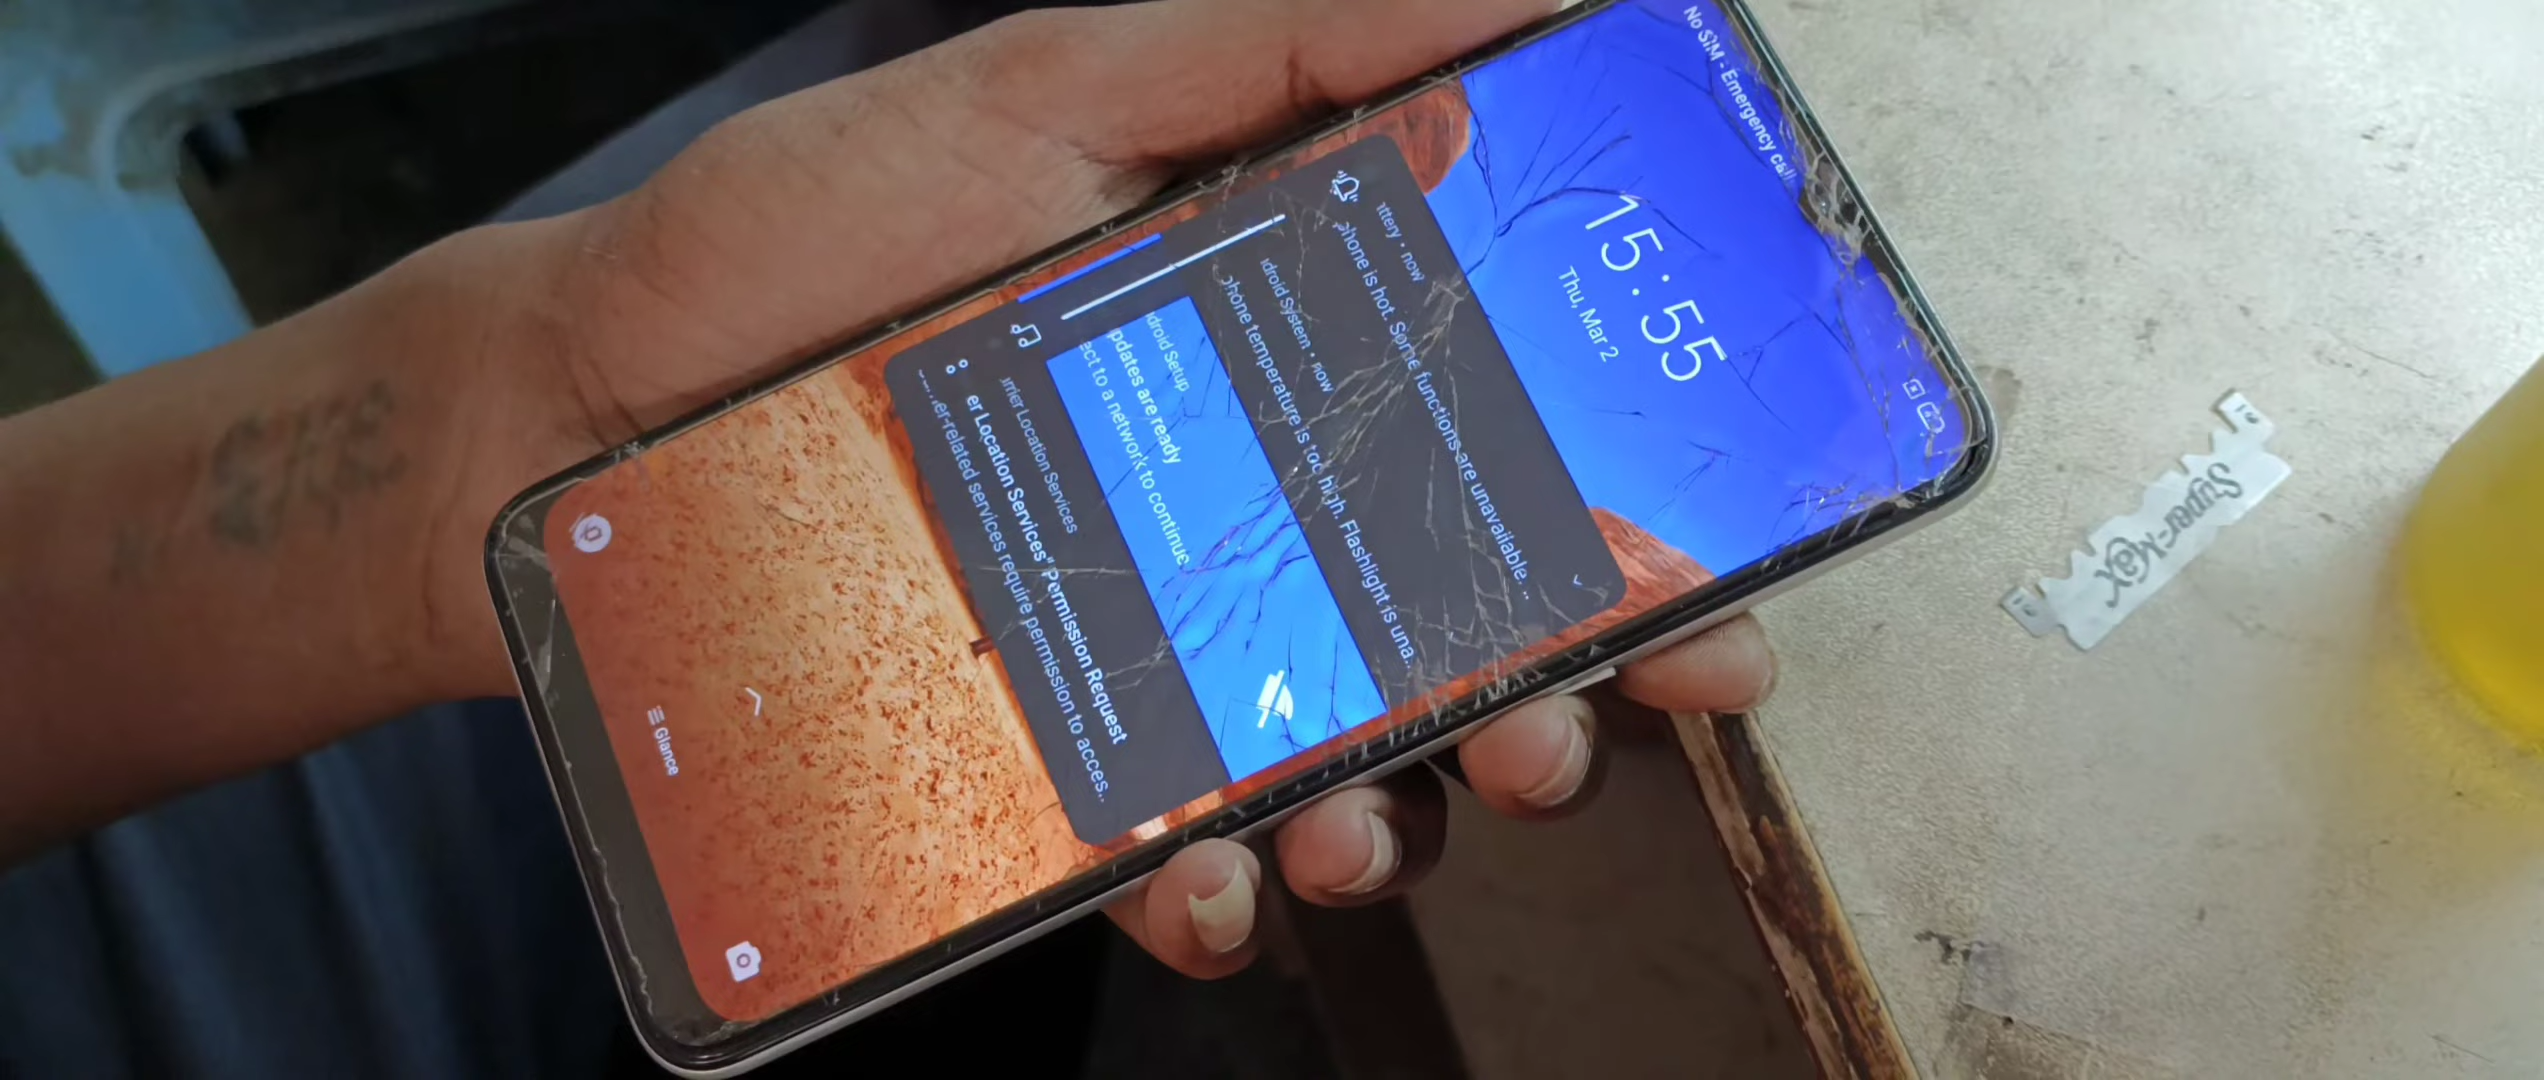 No SIM - Emergency call
15:55
Thu, Mar 2
ttery • now
phone is hot. Some functions are unavailable...
droid System • now
phone temperature is too high. Flashlight is una...
droid Setup
pdates are ready
ect to a network to continue.
er Location Services
er Location Services" Permission Request
er-related services require permission to acces...
Glance
Super-Max